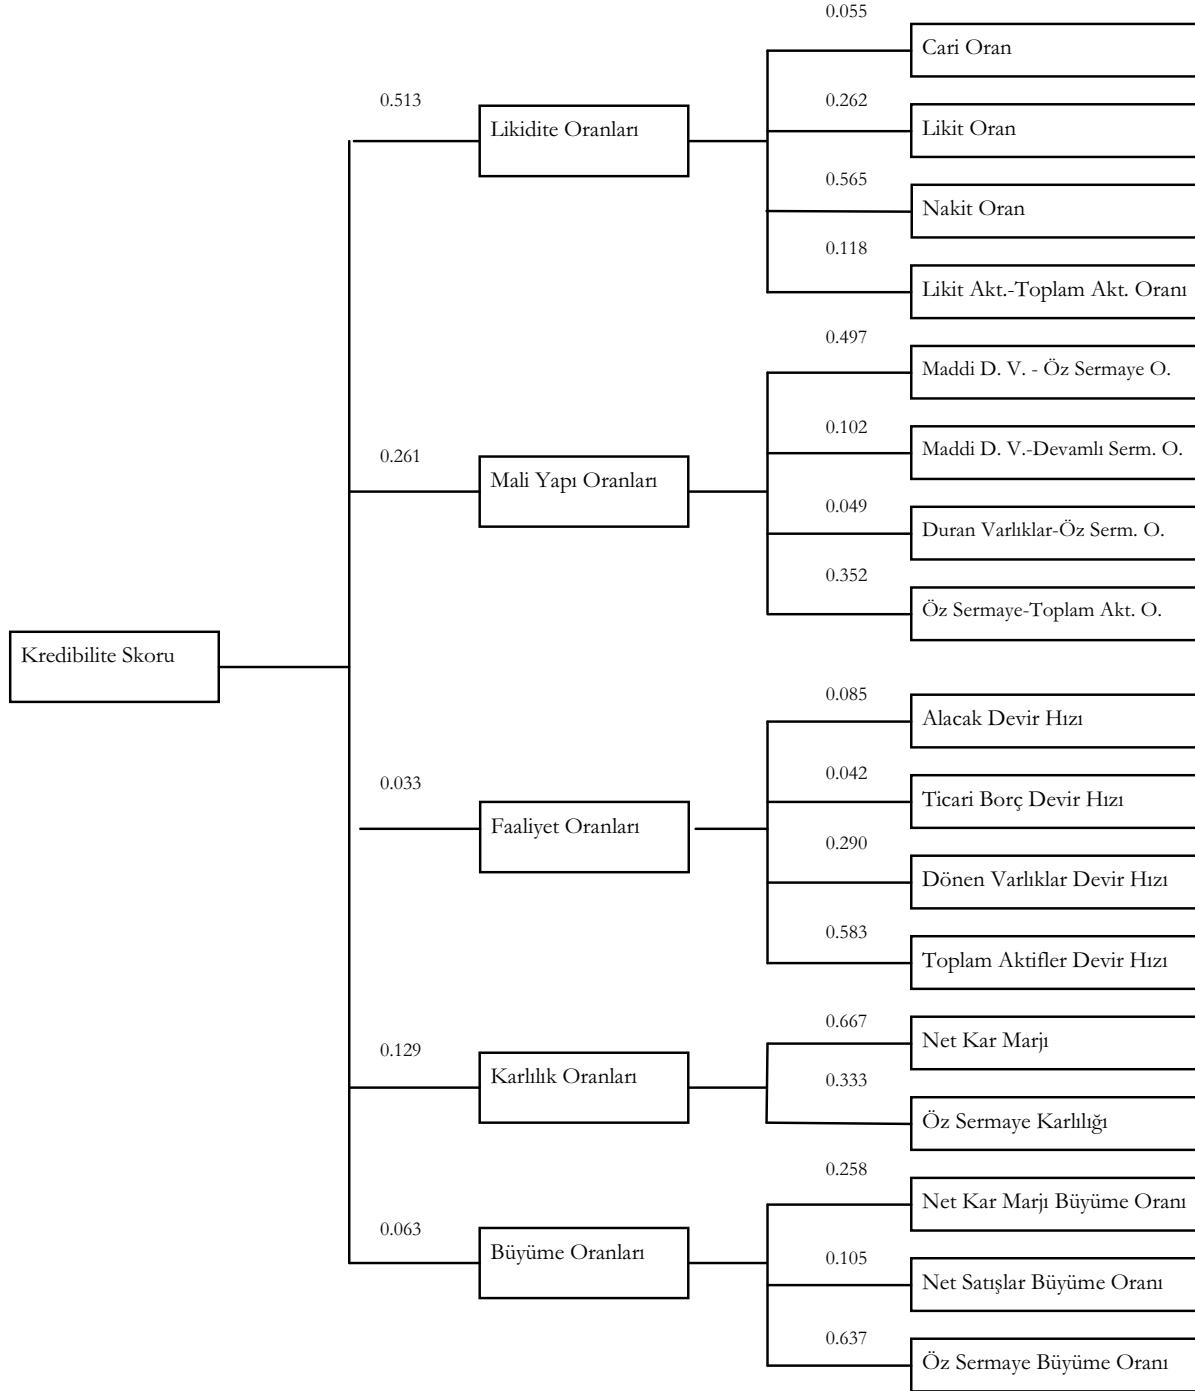 0.055
Cari Oran
0.513
0.262
Likidite Oranları
Likit Oran
0.565
Nakit Oran
0.118
Likit Akt.-Toplam Akt. Oranı
0.497
Maddi D. V. - Öz Sermaye O.
0.102
0.261
Maddi D. V.-Devamlı Serm. O.
Mali Yapı Oranları
0.049
Duran Varlıklar-Öz Serm. O.
0.352
Öz Sermaye-Toplam Akt. O.
Kredibilite Skoru
0.085
Alacak Devir Hızı
0.033
0.042
Faaliyet Oranları
Ticari Borç Devir Hızı
0.290
Dönen Varlıklar Devir Hızı
0.583
Toplam Aktifler Devir Hızı
0.667
Net Kar Marjı
0.129
Karlılık Oranları
0.333
Öz Sermaye Karlılığı
0.258
Net Kar Marjı Büyüme Oranı
0.063
Büyüme Oranları
0.105
Net Satışlar Büyüme Oranı
0.637
Öz Sermaye Büyüme Oranı